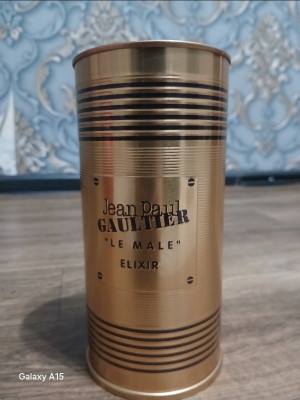 Jean Paul
GAULTIER
"LE MALE"
ELIXIR
Galaxy A15